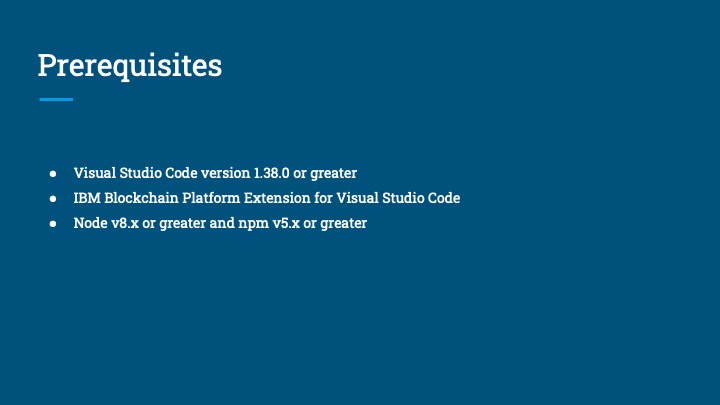 Prerequisites
● Visual Studio Code version 1.38.0 or greater
● IBM Blockchain Platform Extension for Visual Studio Code
● Node v8.x or greater and npm v5.x or greater